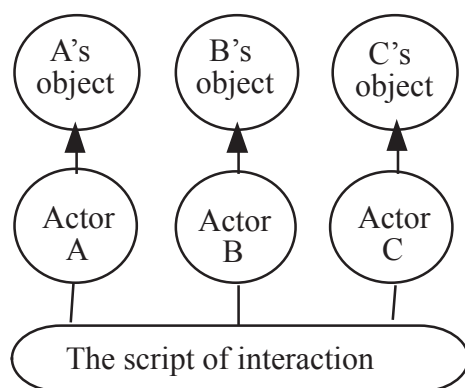 A’s
object
B’s
object
C’s
object
Actor
A
Actor
B
Actor
C
The script of interaction